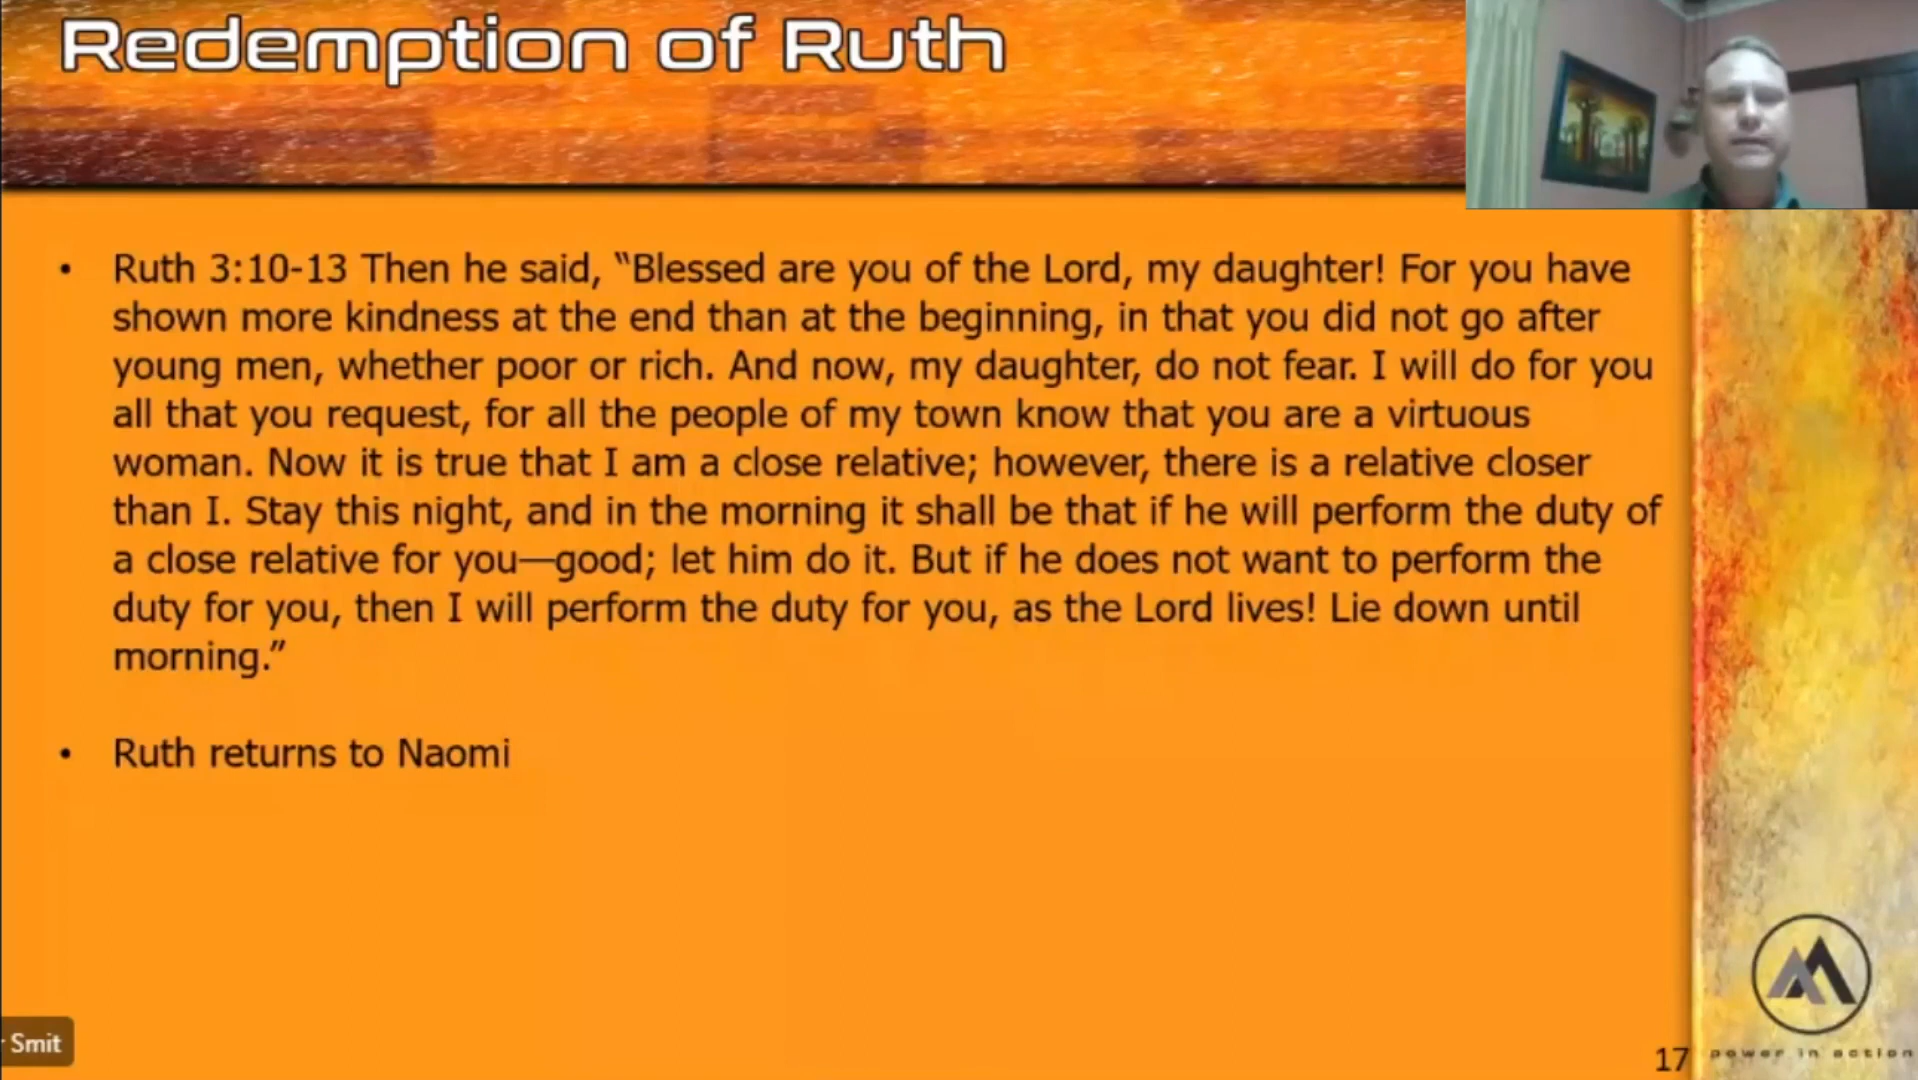 Redemption of Ruth
• Ruth 3:10-13 Then he said, “Blessed are you of the Lord, my daughter! For you have
shown more kindness at the end than at the beginning, in that you did not go after
young men, whether poor or rich. And now, my daughter, do not fear. I will do for you
all that you request, for all the people of my town know that you are a virtuous
woman. Now it is true that I am a close relative; however, there is a relative closer
than I. Stay this night, and in the morning it shall be that if he will perform the duty of
a close relative for you—good; let him do it. But if he does not want to perform the
duty for you, then I will perform the duty for you, as the Lord lives! Lie down until
morning.”
• Ruth returns to Naomi
r Smit
17
power in action